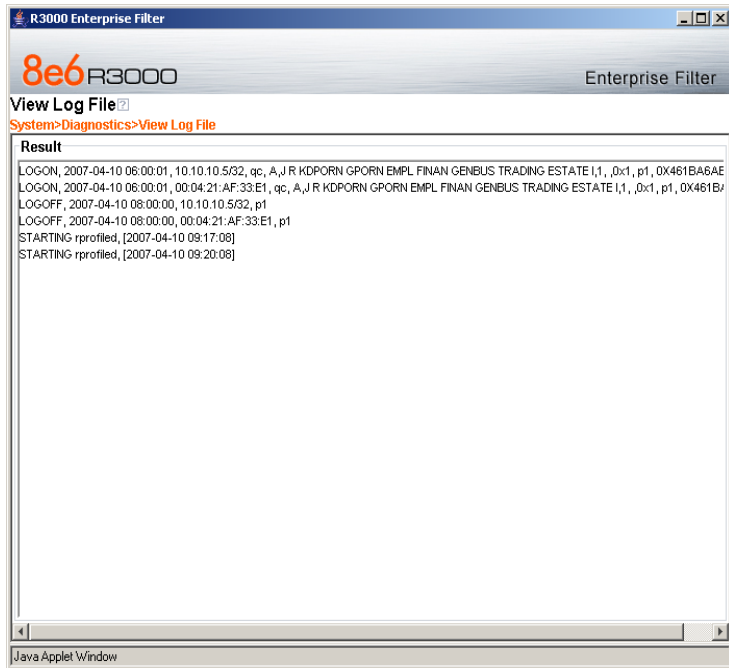 R3000 Enterprise Filter
8e6 R3000
Enterprise Filter
View Log File?
System>Diagnostics>View Log File
Result
LOGON, 2007-04-10 06:00:01, 10.10.10.5/32, qc, A,J R KDPORN GPORN EMPL FINAN GENBUS TRADING ESTATE I,1, ,0x1, p1, 0X461BA6AE
LOGON, 2007-04-10 06:00:01, 00:04:21:AF:33:E1, qc, A,J R KDPORN GPORN EMPL FINAN GENBUS TRADING ESTATE I,1, ,0x1, p1, 0X461B
LOGOFF, 2007-04-10 08:00:00, 10.10.10.5/32, p1
LOGOFF, 2007-04-10 08:00:00, 00:04:21:AF:33:E1, p1
STARTING rprofiled, [2007-04-10 09:17:08]
STARTING rprofiled, [2007-04-10 09:20:08]
Java Applet Window